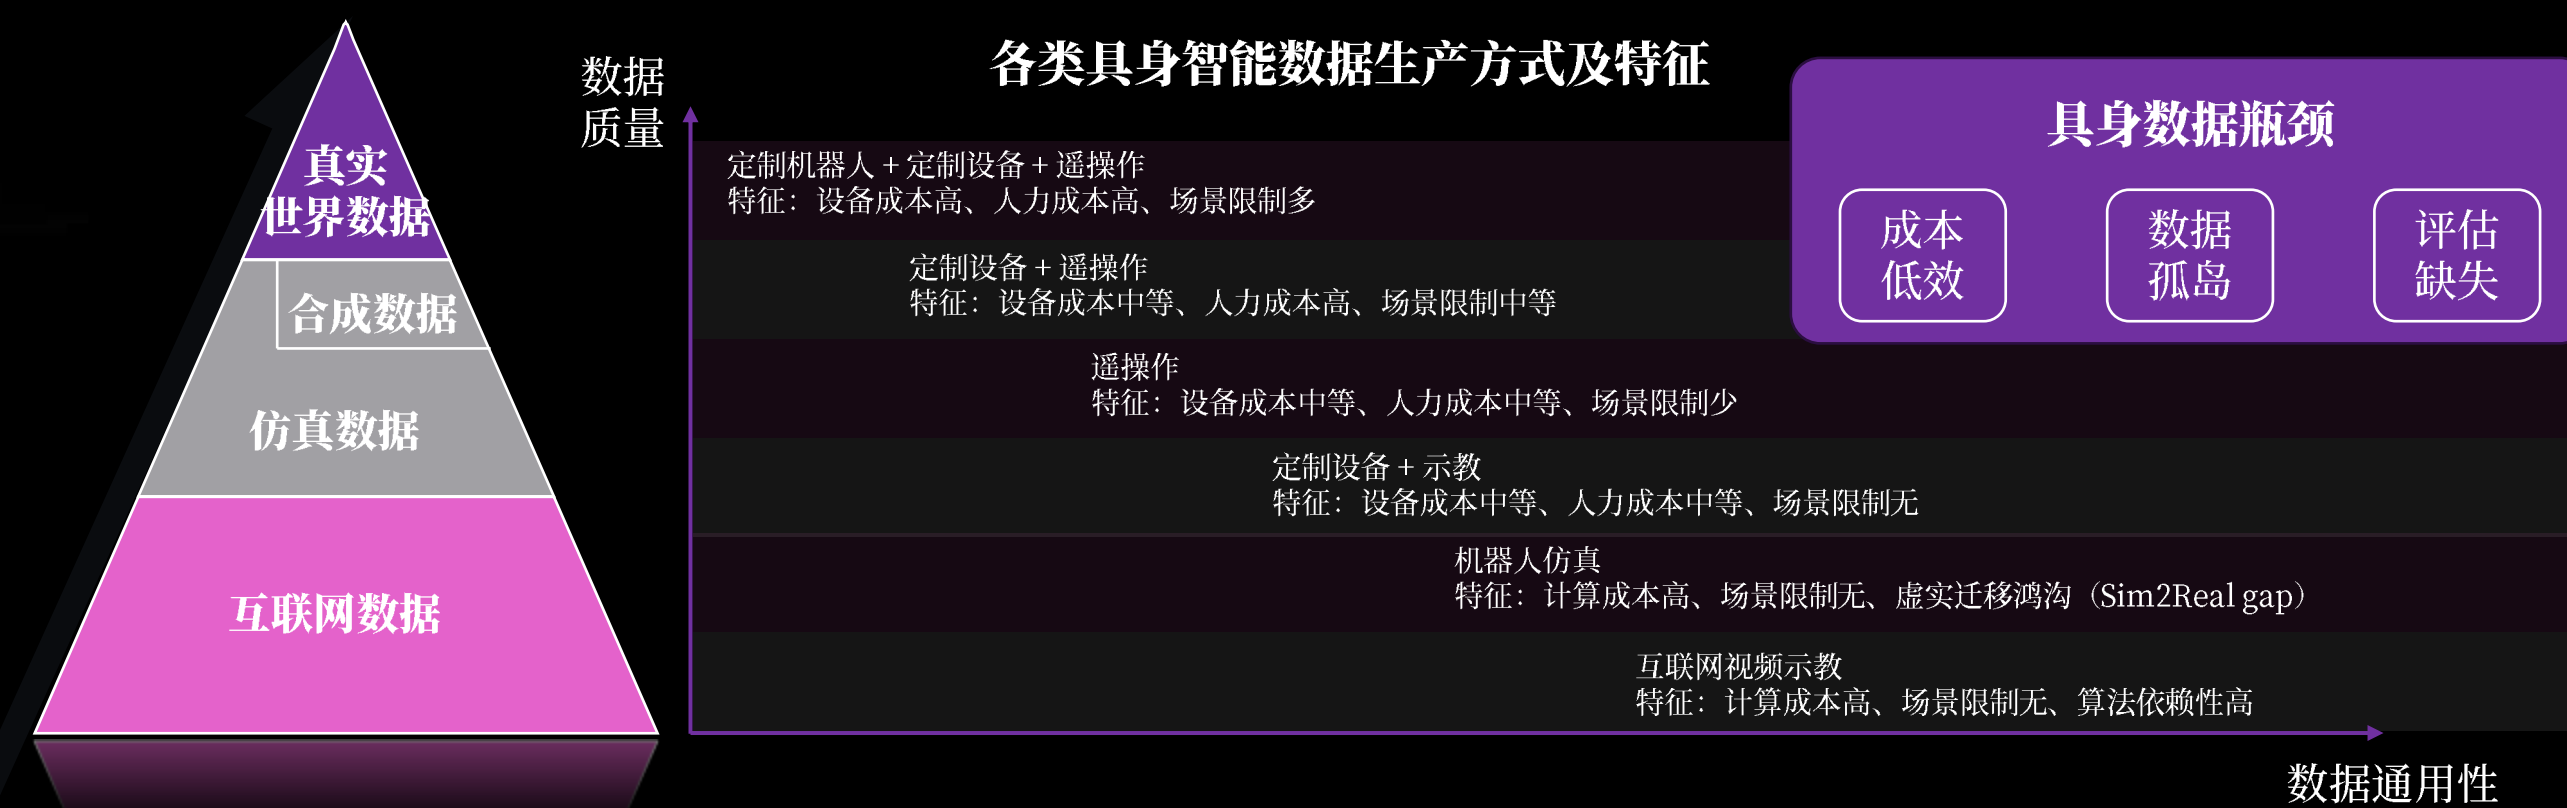 真实
世界数据
合成数据
仿真数据
互联网数据
数据
质量
各类具身智能数据生产方式及特征
定制机器人 + 定制设备 + 遥操作
特征：设备成本高、人力成本高、场景限制多
定制设备 + 遥操作
特征：设备成本中等、人力成本高、场景限制中等
遥操作
特征：设备成本中等、人力成本中等、场景限制少
定制设备 + 示教
特征：设备成本中等、人力成本中等、场景限制无
机器人仿真
特征：计算成本高、场景限制无、虚实迁移鸿沟（Sim2Real gap）
互联网视频示教
特征：计算成本高、场景限制无、算法依赖性高
数据通用性
具身数据瓶颈
成本
低效
数据
孤岛
评估
缺失